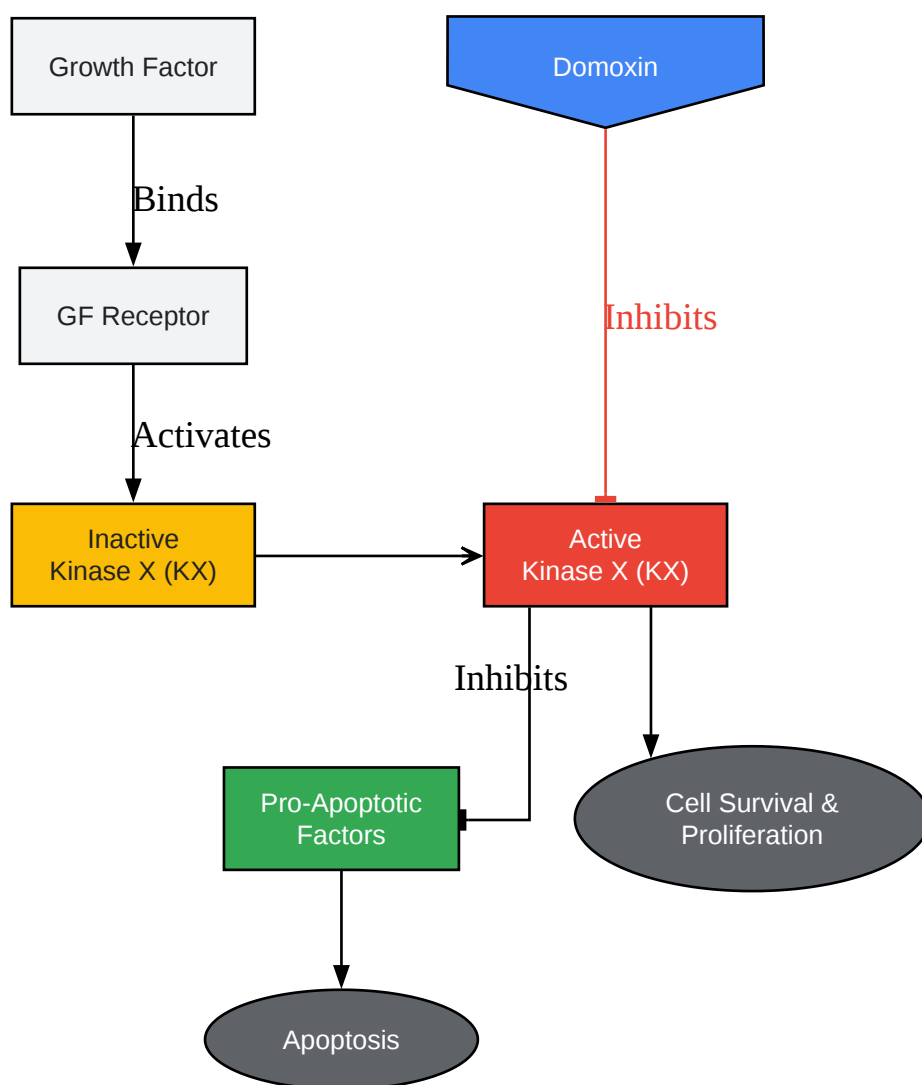 Growth Factor
Domoxin
Binds
GF Receptor
Inhibits
Activates
Inactive
Kinase X (KX)
Active
Kinase X (KX)
Inhibits
Pro-Apoptotic
Factors
Cell Survival &
Proliferation
Apoptosis